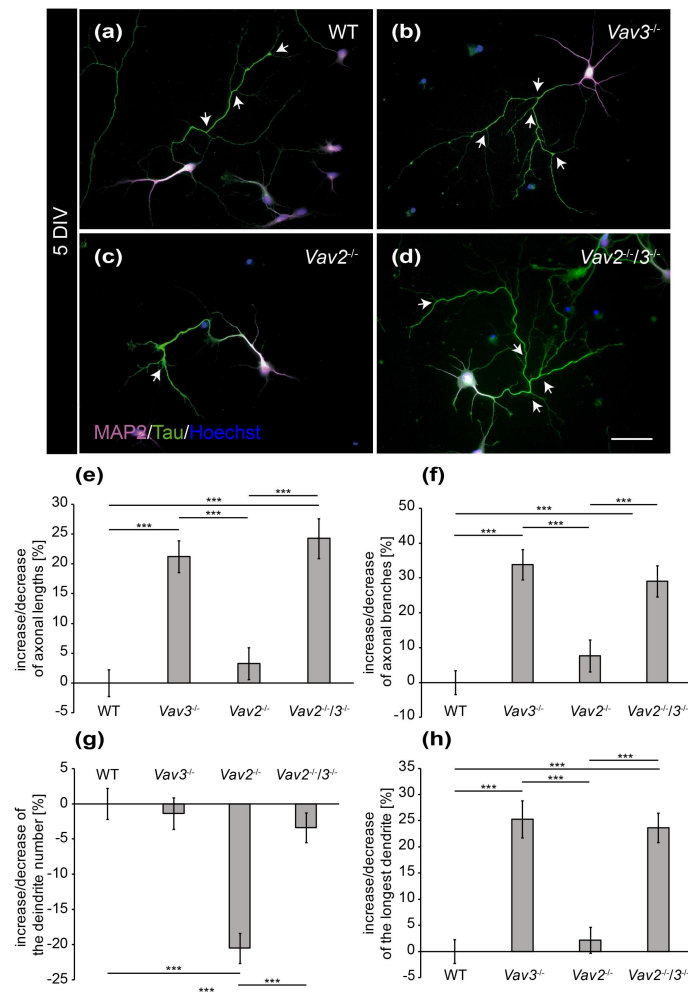 5 DIV
(a) WT
(b) Vav3-/-
(c) Vav2-/-
(d) Vav2-/-/3-/-
MAP2/Tau/Hoechst
(e)
increase/decrease
of axonal lengths [%]
30
25
20
15
10
5
0
-5
***
***
***
***
WT Vav3-/- Vav2-/- Vav2-/-/3-/-
(f)
increase/decrease
of axonal branches [%]
50
40
30
20
10
0
-10
***
***
***
***
WT Vav3-/- Vav2-/- Vav2-/-/3-/-
(g)
increase/decrease of
the deindrite number [%]
WT Vav3-/- Vav2-/- Vav2-/-/3-/-
5
0
-5
-10
-15
-20
-25
***
***
***
(h)
increase/decrease
of the longest dendrite [%]
35
30
25
20
15
10
5
0
-5
***
***
***
***
WT Vav3-/- Vav2-/- Vav2-/-/3-/-